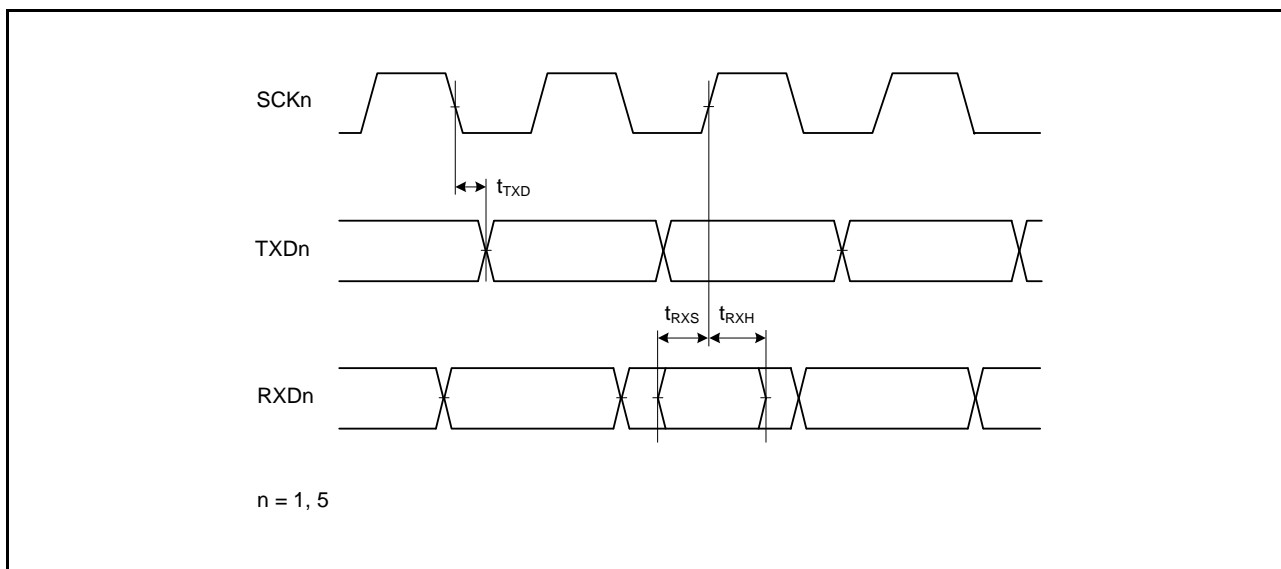 SCKn
tTXD
TXDn
tRXS tRXH
RXDn
n = 1, 5